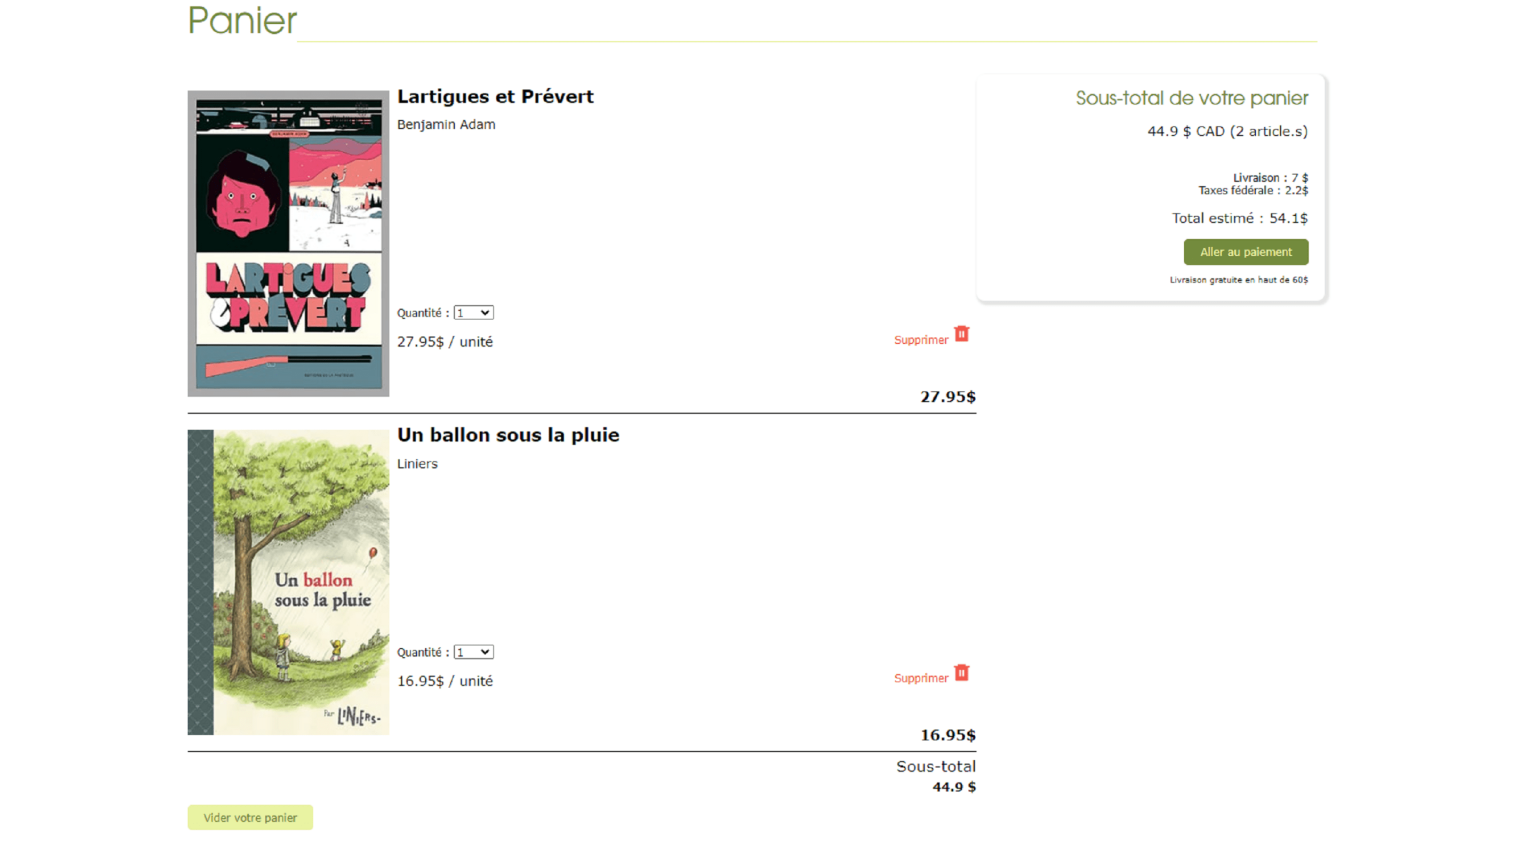 Panier
Lartigues et Prévert
Benjamin Adam
LARTIGUES
& PRÉVERT
Quantité : 1
27.95$ / unité
Supprimer
27.95$
Un ballon sous la pluie
Liniers
Un ballon
sous la pluie
Par LINIERS-
Quantité : 1
16.95$ / unité
Supprimer
16.95$
Sous-total
44.9 $
Vider votre panier
Sous-total de votre panier
44.9 $ CAD (2 article.s)
Livraison : 7 $
Taxes fédérale : 2.2$
Total estimé : 54.1$
Aller au paiement
Livraison gratuite en haut de 60$